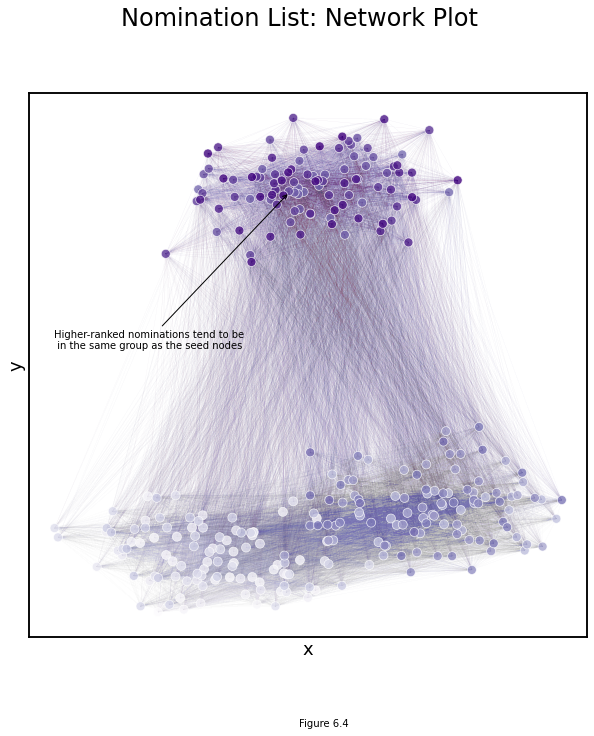 Nomination List: Network Plot
Higher-ranked nominations tend to be
in the same group as the seed nodes
y
x
Figure 6.4